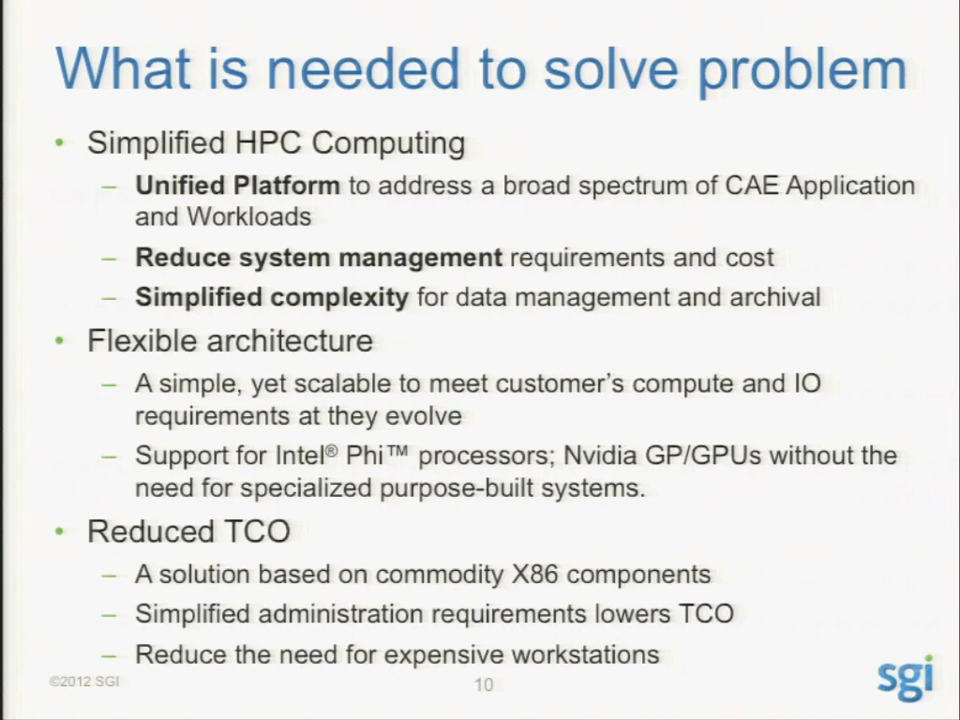 What is needed to solve problem
• Simplified HPC Computing
– Unified Platform to address a broad spectrum of CAE Application
and Workloads
– Reduce system management requirements and cost
– Simplified complexity for data management and archival
• Flexible architecture
– A simple, yet scalable to meet customer's compute and IO
requirements at they evolve
– Support for Intel® Phi™ processors; Nvidia GP/GPUs without the
need for specialized purpose-built systems.
• Reduced TCO
– A solution based on commodity X86 components
– Simplified administration requirements lowers TCO
– Reduce the need for expensive workstations
©2012 SGI
10
sgi